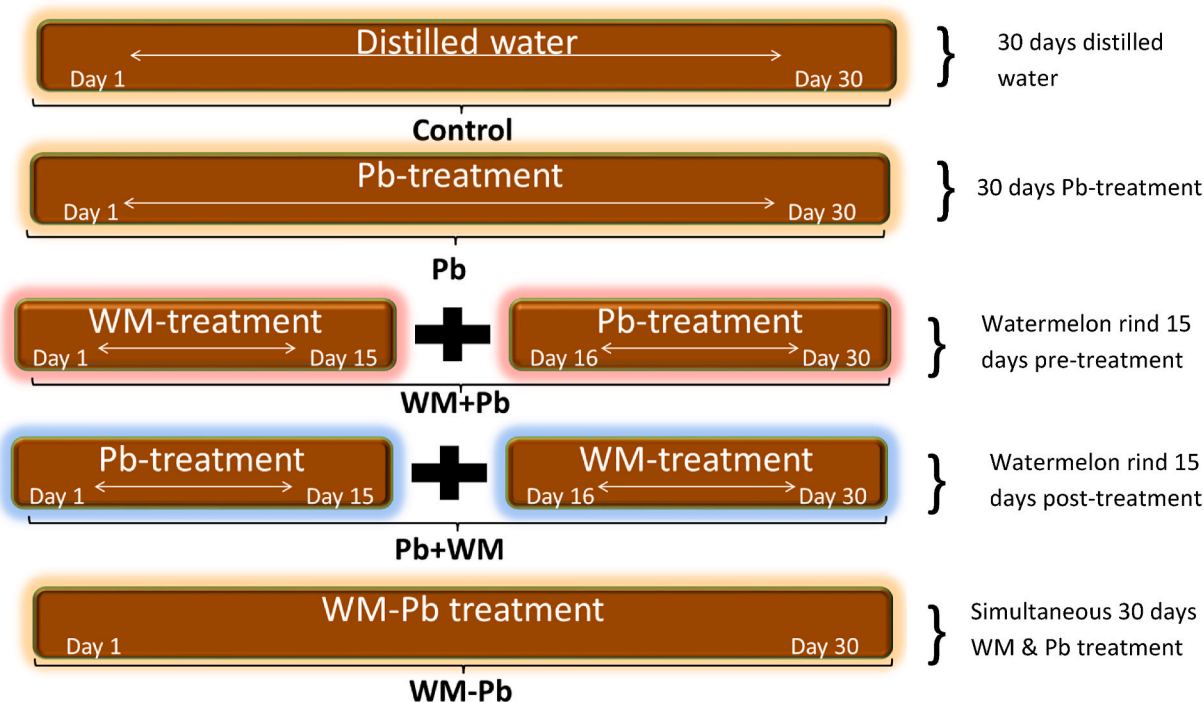 Distilled water
Day 1
Day 30
30 days distilled
water
Control
Pb-treatment
Day 1
Day 30
30 days Pb-treatment
Pb
WM-treatment
Day 1
Day 15
Pb-treatment
Day 16
Day 30
Watermelon rind 15
days pre-treatment
WM+Pb
Pb-treatment
Day 1
Day 15
WM-treatment
Day 16
Day 30
Watermelon rind 15
days post-treatment
Pb+WM
WM-Pb treatment
Day 1
Day 30
Simultaneous 30 days
WM & Pb treatment
WM-Pb